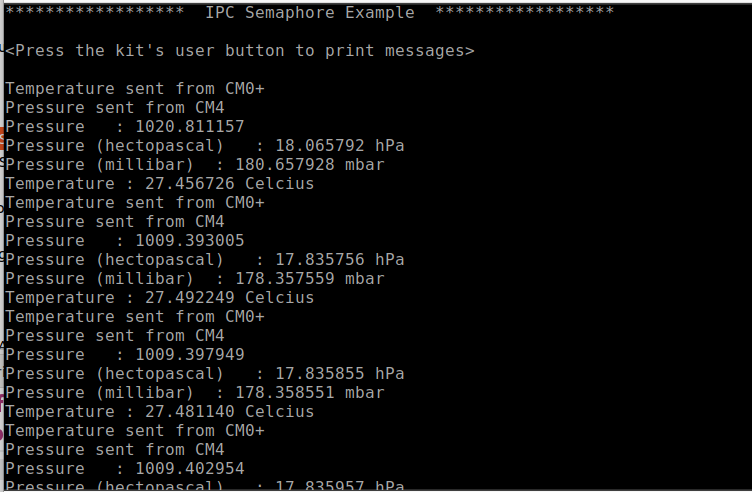 ******************  IPC Semaphore Example  ******************
<Press the kit's user button to print messages>
Temperature sent from CM0+
Pressure sent from CM4
Pressure   : 1020.811157
Pressure (hectopascal)   : 18.065792 hPa
Pressure (millibar)  : 180.657928 mbar
Temperature : 27.456726 Celcius
Temperature sent from CM0+
Pressure sent from CM4
Pressure   : 1009.393005
Pressure (hectopascal)   : 17.835756 hPa
Pressure (millibar)  : 178.357559 mbar
Temperature : 27.492249 Celcius
Temperature sent from CM0+
Pressure sent from CM4
Pressure   : 1009.397949
Pressure (hectopascal)   : 17.835855 hPa
Pressure (millibar)  : 178.358551 mbar
Temperature : 27.481140 Celcius
Temperature sent from CM0+
Pressure sent from CM4
Pressure   : 1009.402954
Pressure (hectopascal)   : 17.835957 hPa